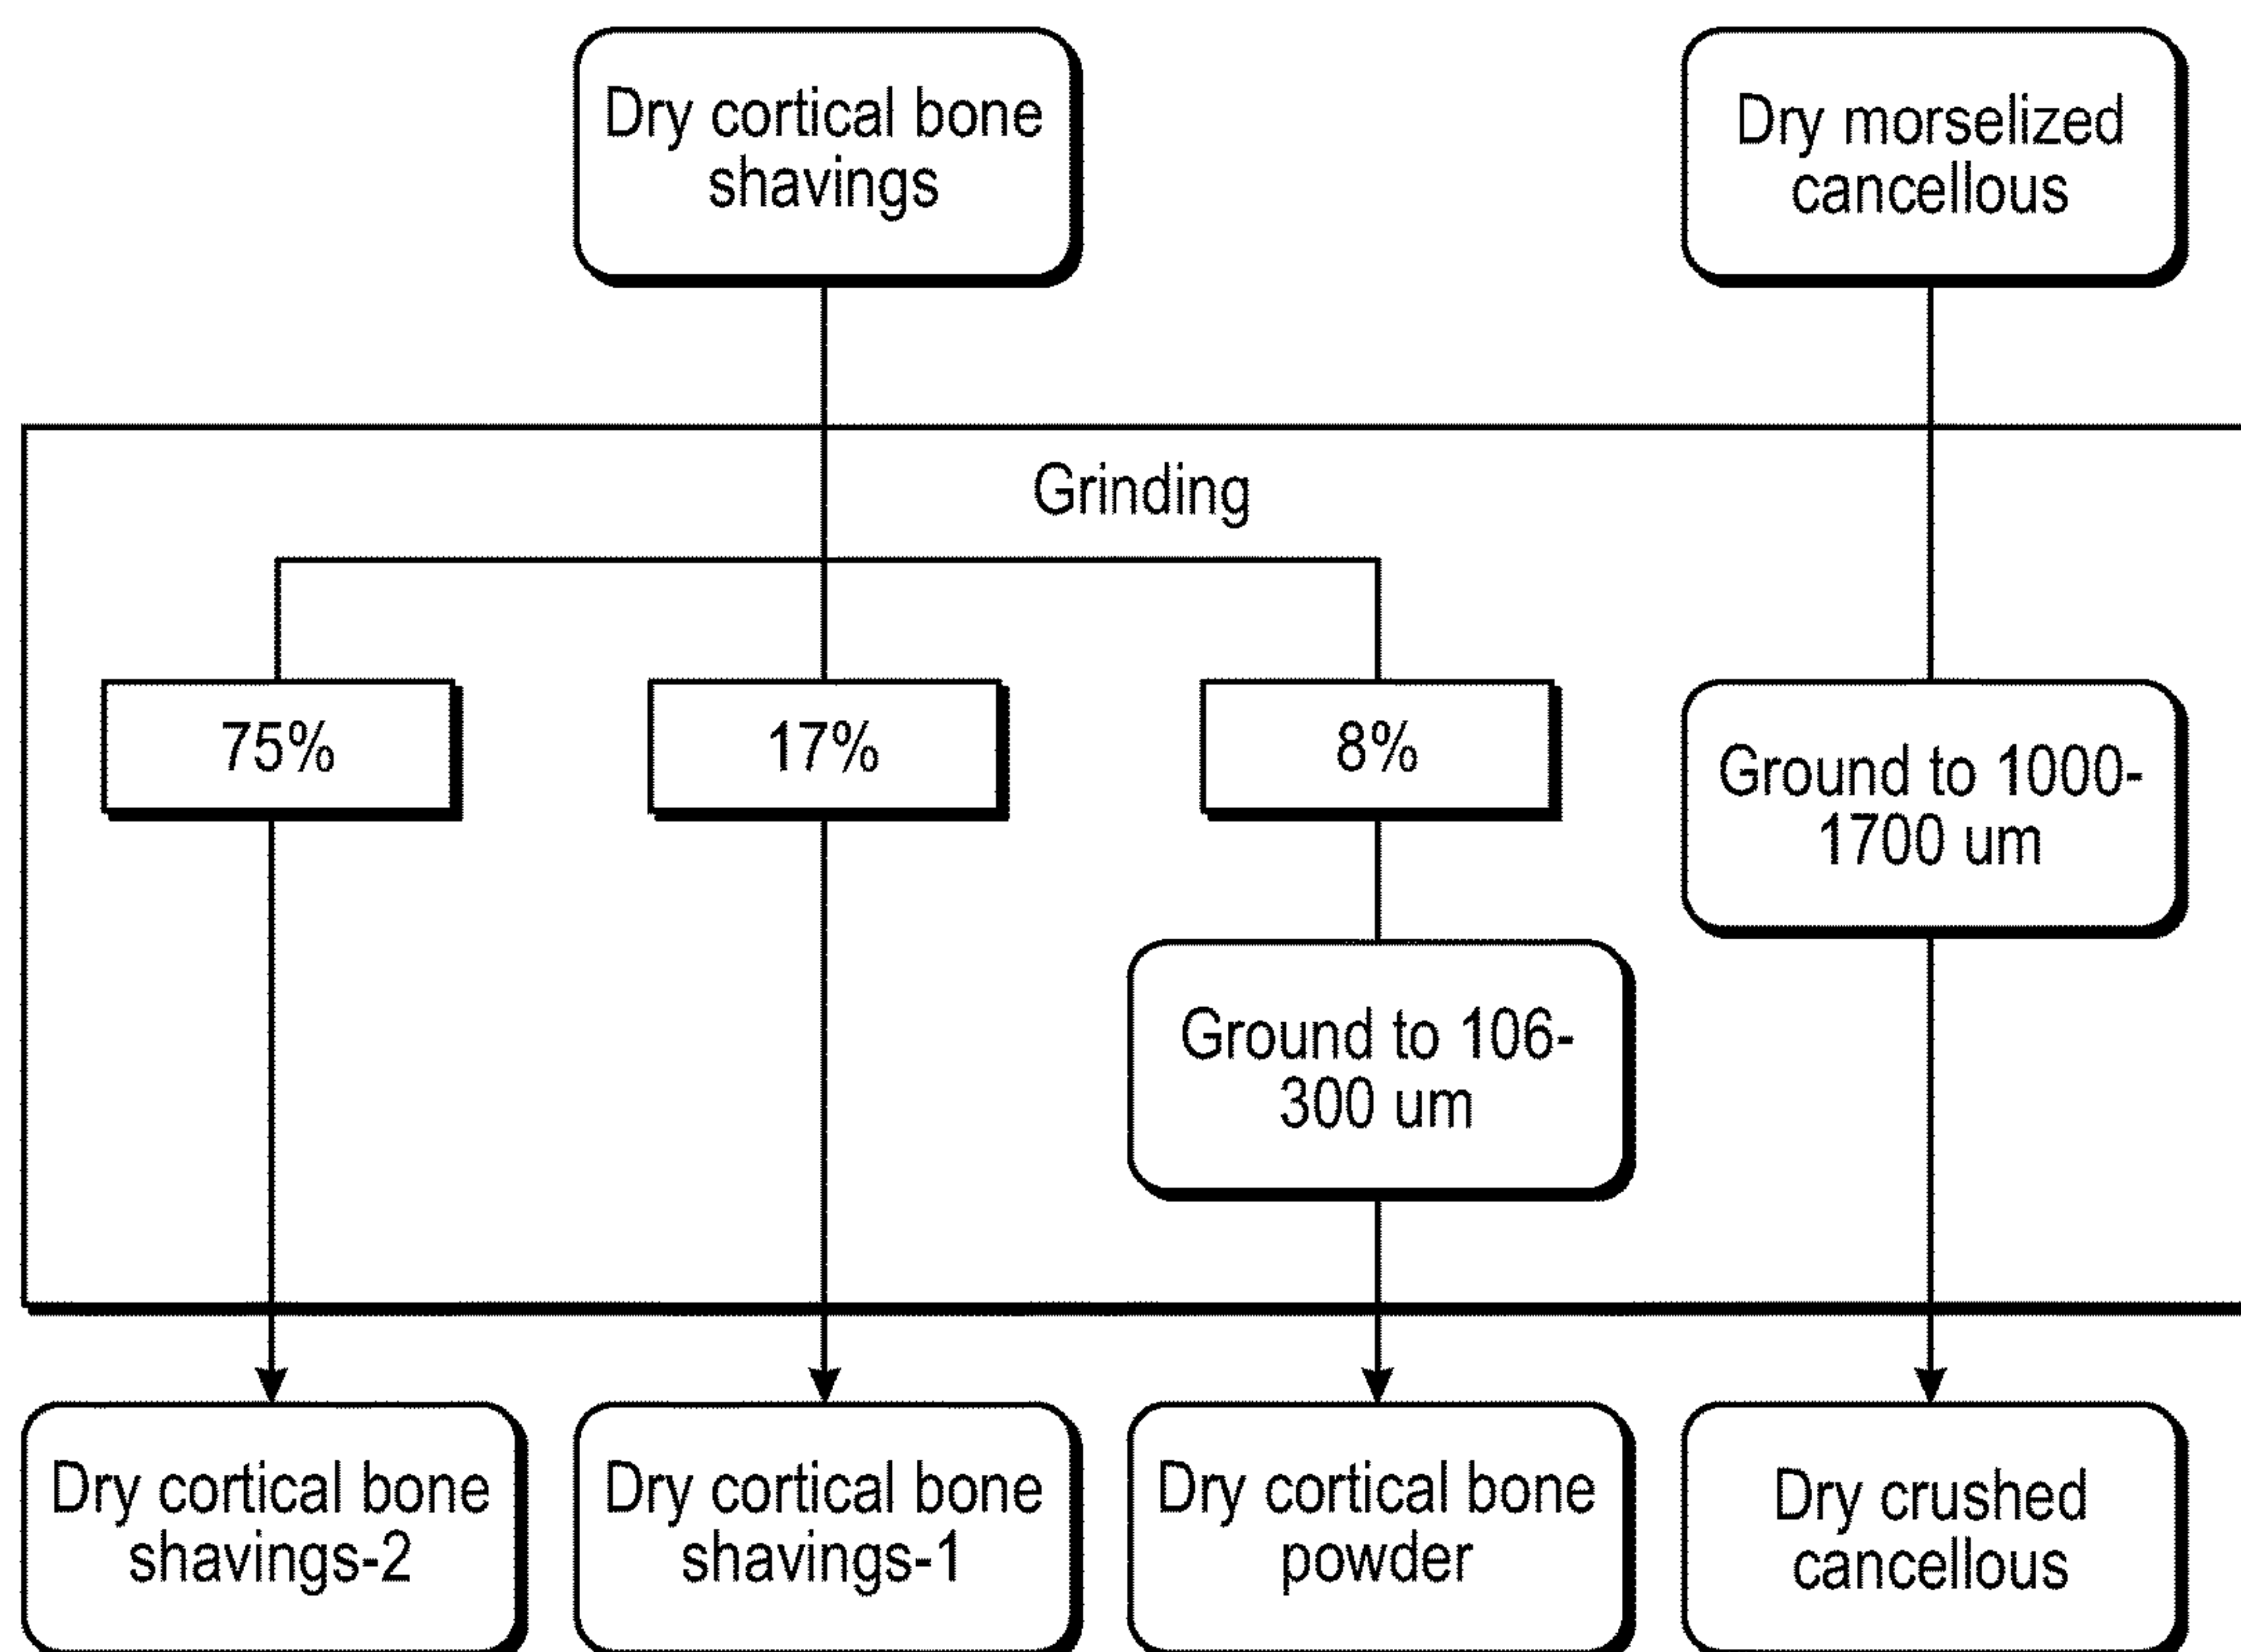 Dry cortical bone
shavings
Dry morselized
cancellous
Grinding
75%
17%
8%
Ground to 1000-
1700 um
Ground to 106-
300 um
Dry cortical bone
shavings-2
Dry cortical bone
shavings-1
Dry cortical bone
powder
Dry crushed
cancellous